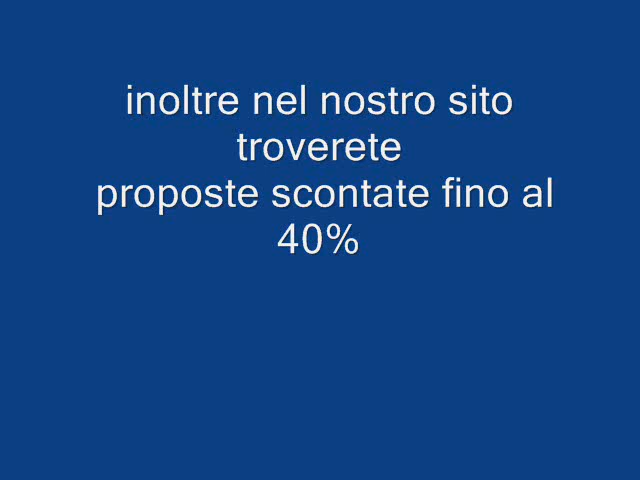 inoltre nel nostro sito
troverete
proposte scontate fino al
40%